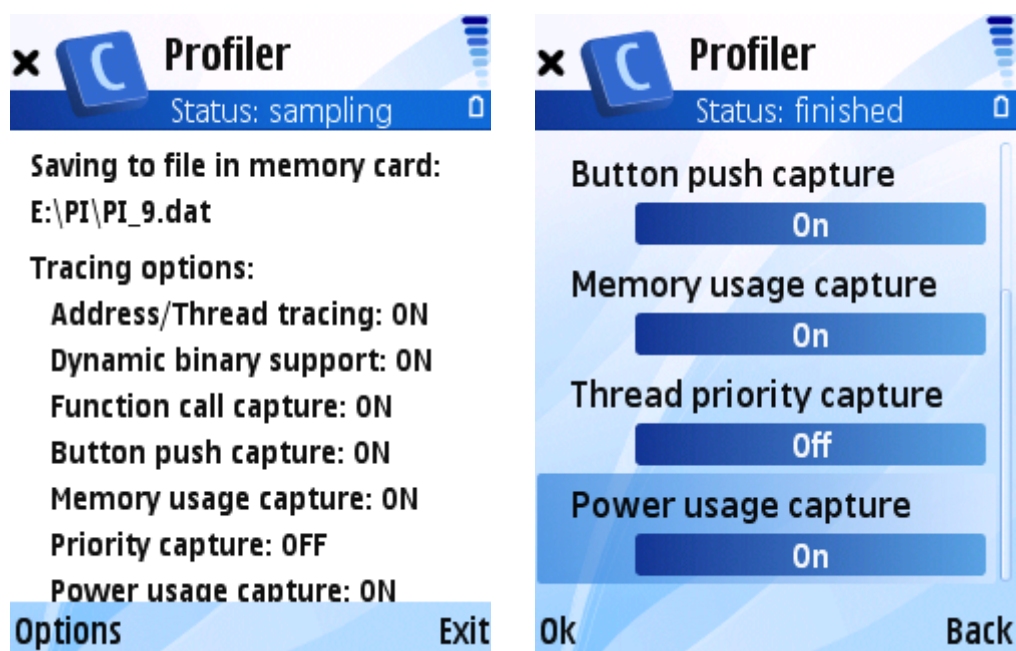 Profiler
Status: sampling
Saving to file in memory card:
E:\PI\PI_9.dat
Tracing options:
Address/Thread tracing: ON
Dynamic binary support: ON
Function call capture: ON
Button push capture: ON
Memory usage capture: ON
Priority capture: OFF
Power usage capture: ON
Options
Exit
Profiler
Status: finished
Button push capture
On
Memory usage capture
On
Thread priority capture
Off
Power usage capture
On
Ok
Back